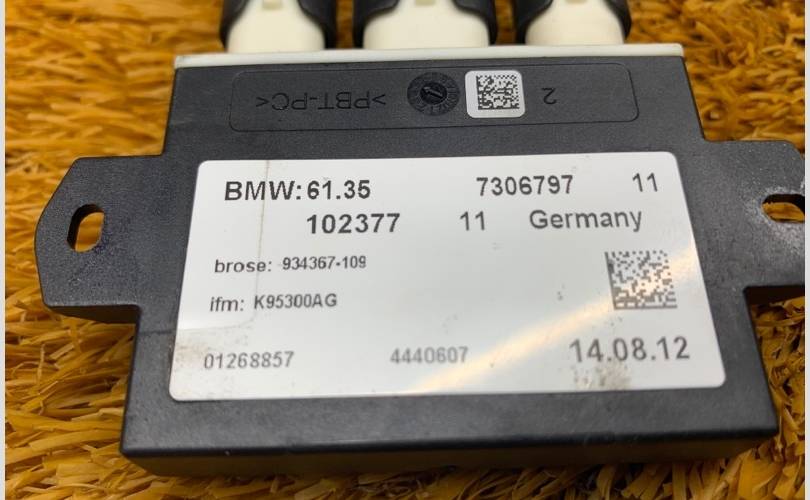 >PBT-PC< 2
BMW: 61.35 7306797 11
102377 11 Germany
brose: 934367-109
ifm: K95300AG
01268857 4440607 14.08.12